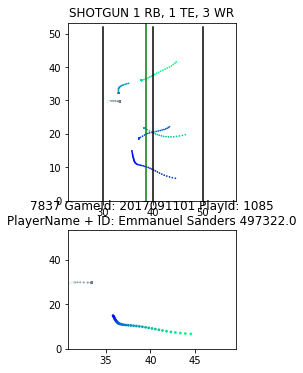 SHOTGUN 1 RB, 1 TE, 3 WR
50
40
30
20
10
0
30 40 50
7837 GameId: 2017091101 PlayId: 1085
PlayerName + ID: Emmanuel Sanders 497322.0
40
20
0
35 40 45